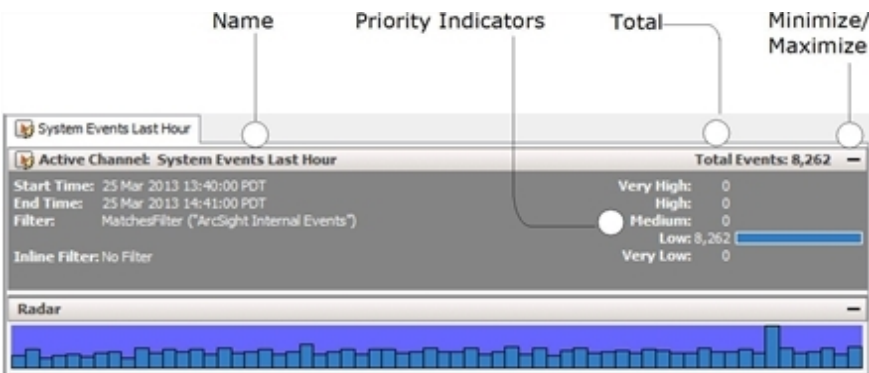 Name Priority Indicators Total Minimize/
Maximize
System Events Last Hour
Active Channel: System Events Last Hour Total Events: 8,262
Start Time: 25 Mar 2013 13:40:00 PDT Very High: 0
End Time: 25 Mar 2013 14:41:00 PDT High: 0
Filter: MatchesFilter ("ArcSight Internal Events") Medium: 0
Low: 8,262
Inline Filter: No Filter Very Low: 0
Radar